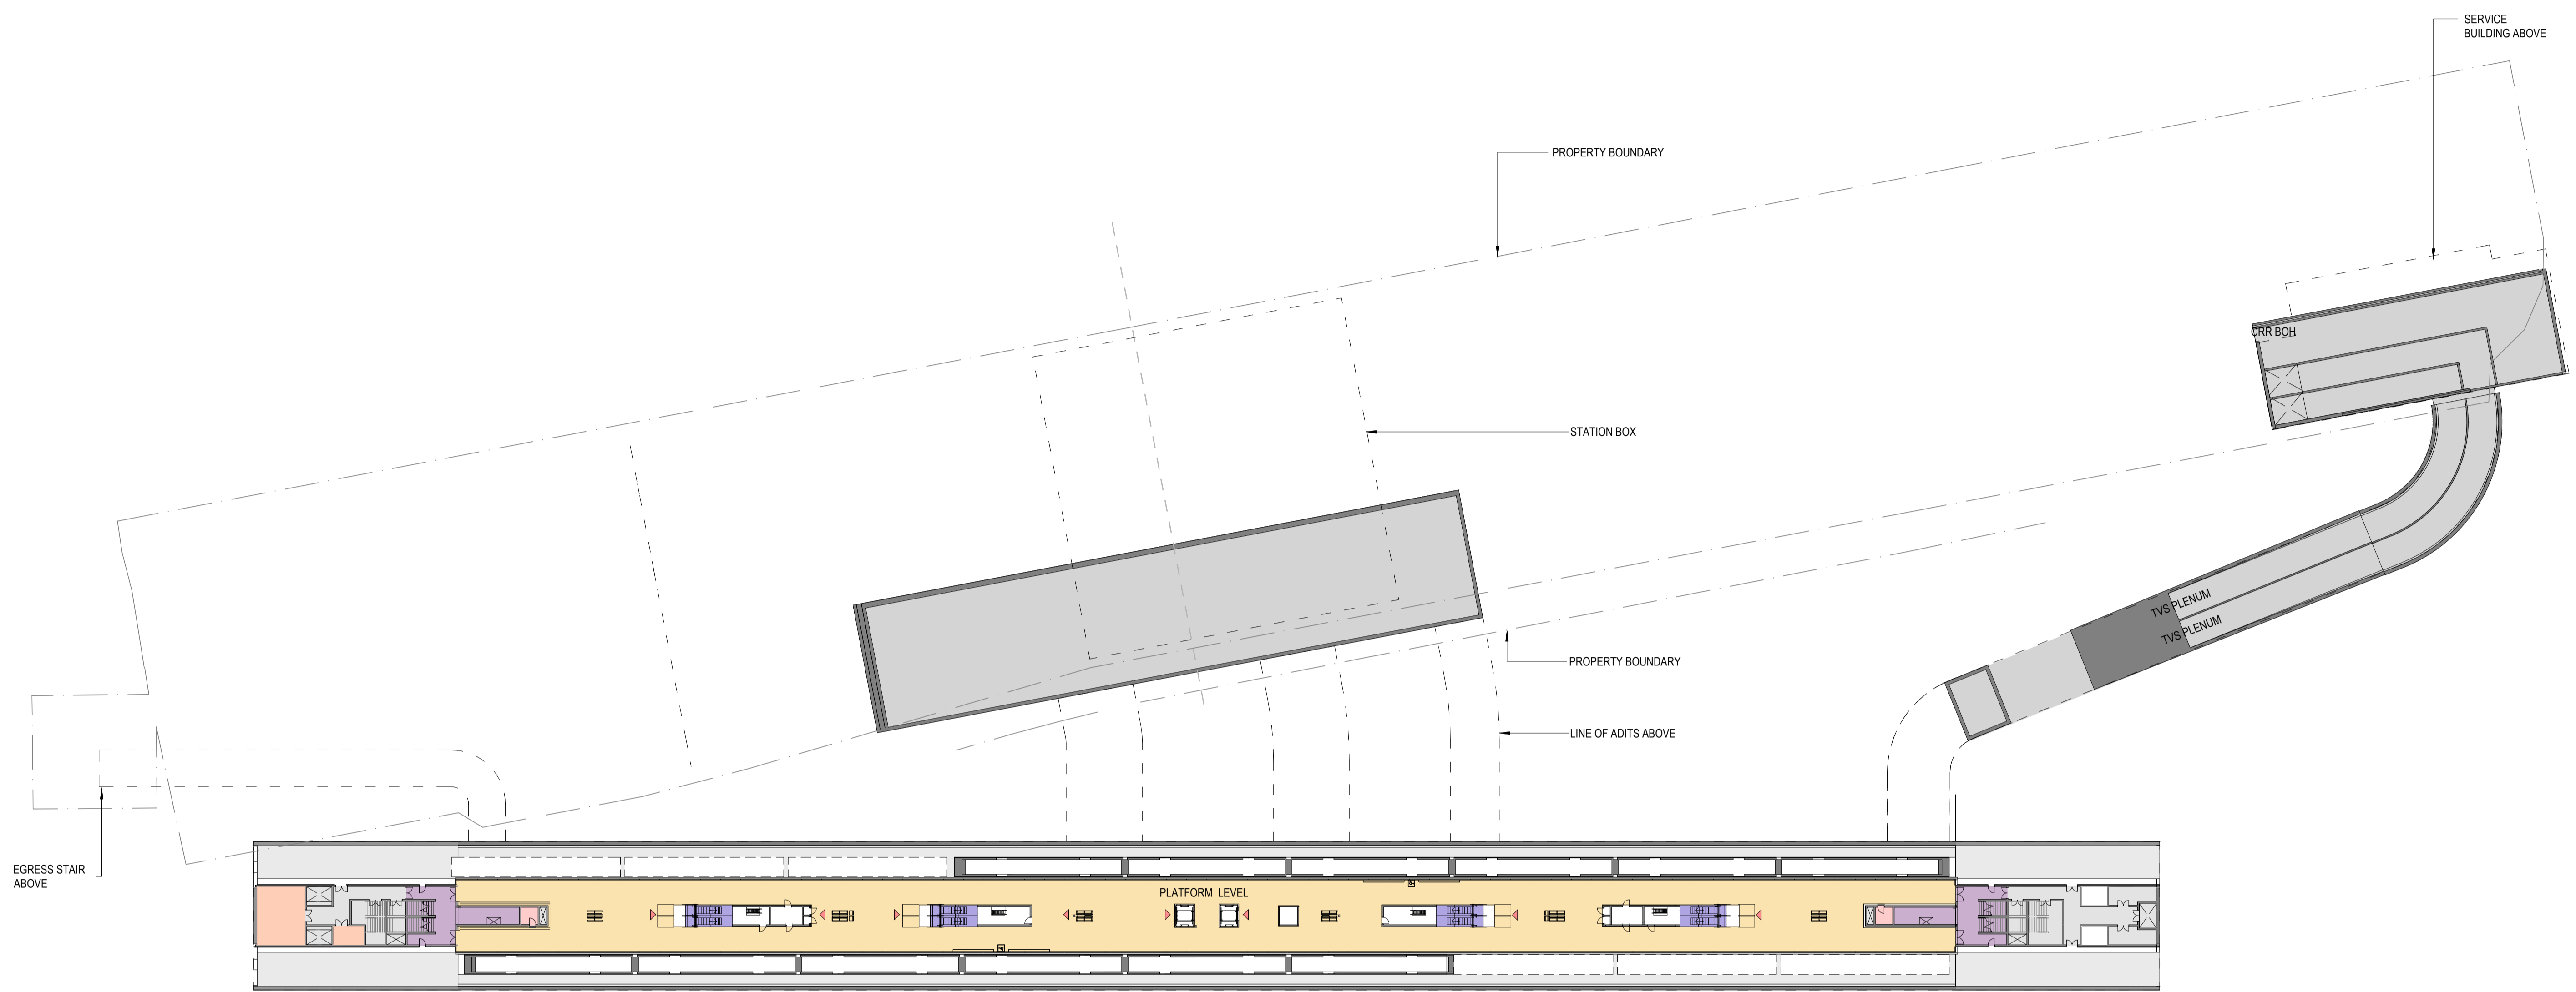 SERVICE
BUILDING ABOVE
PROPERTY BOUNDARY
CRR BOH
STATION BOX
TVS PLENUM
TVS PLENUM
PROPERTY BOUNDARY
LINE OF ADITS ABOVE
EGRESS STAIR
ABOVE
PLATFORM LEVEL